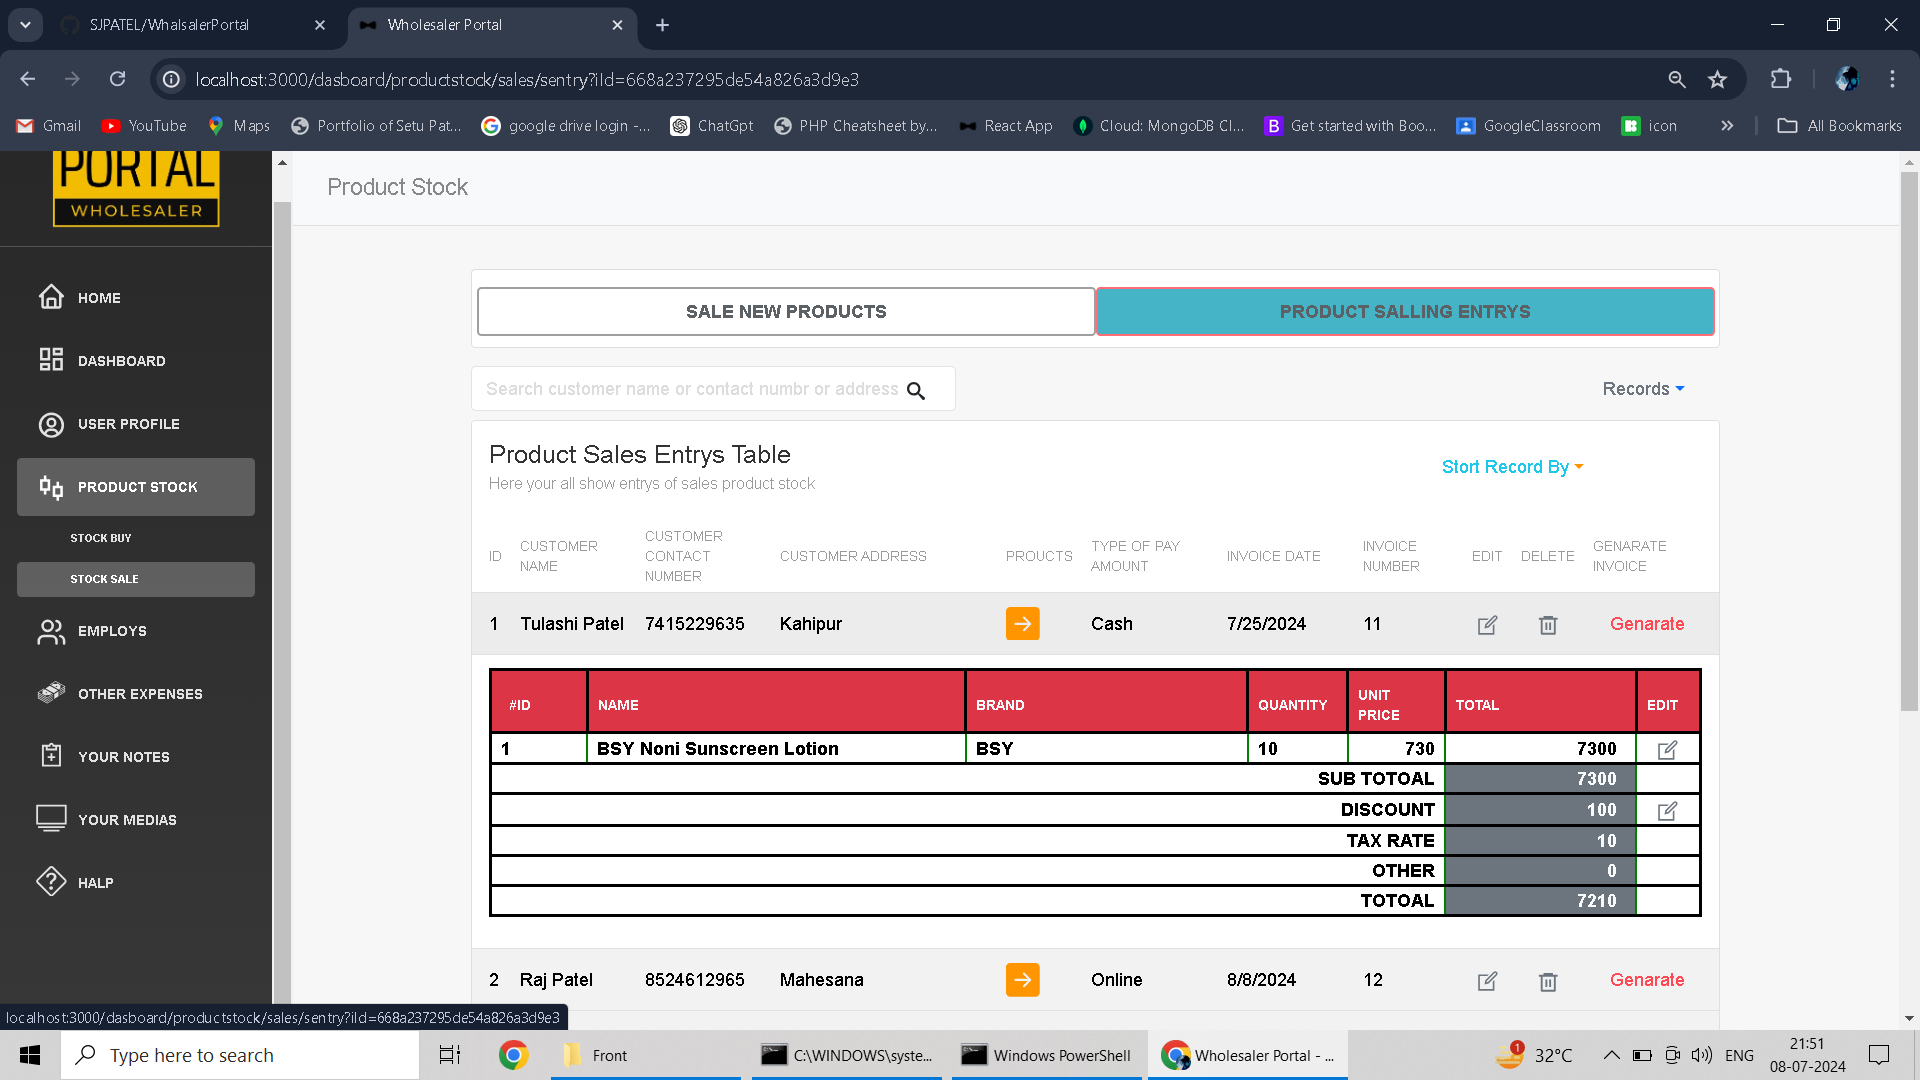 SJPATEL/WhalsalerPortal
Wholesaler Portal
localhost:3000/dasboard/productstock/sales/sentry?iId=668a237295de54a826a3d9e3
Gmail
YouTube
Maps
Portfolio of Setu Pat...
google drive login -...
ChatGpt
PHP Cheatsheet by...
React App
Cloud: MongoDB Cl...
Get started with Boo...
GoogleClassroom
icon
All Bookmarks
PORTAL
WHOLESALER
HOME
DASHBOARD
USER PROFILE
PRODUCT STOCK
STOCK BUY
STOCK SALE
EMPLOYS
OTHER EXPENSES
YOUR NOTES
YOUR MEDIAS
HALP
Product Stock
SALE NEW PRODUCTS
PRODUCT SALLING ENTRYS
Search customer name or contact numbr or address
Records
Product Sales Entrys Table
Here your all show entrys of sales product stock
Stort Record By
ID CUSTOMER NAME CUSTOMER CONTACT NUMBER CUSTOMER ADDRESS PROUCTS TYPE OF PAY AMOUNT INVOICE DATE INVOICE NUMBER EDIT DELETE GENARATE INVOICE
1 Tulashi Patel 7415229635 Kahipur Cash 7/25/2024 11 Genarate
#ID NAME BRAND QUANTITY UNIT PRICE TOTAL EDIT
1 BSY Noni Sunscreen Lotion BSY 10 730 7300
SUB TOTOAL 7300
DISCOUNT 100
TAX RATE 10
OTHER 0
TOTOAL 7210
2 Raj Patel 8524612965 Mahesana Online 8/8/2024 12 Genarate
localhost:3000/dasboard/productstock/sales/sentry?iId=668a237295de54a826a3d9e3
Type here to search
Front
C:\WINDOWS\syste...
Windows PowerShell
Wholesaler Portal - ...
1
32°C
ENG
21:51
08-07-2024